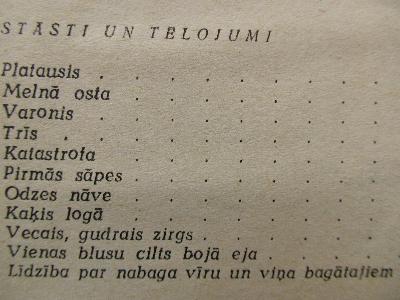 STĀSTI UN TĒLOJUMI
Platausis . . . . . . . .
Melnā osta . . . . . . .
Varonis . . . . . . . .
Trīs . . . . . . . .
Katastrofa . . . . . . .
Pirmās sāpes . . . . . . .
Odzes nāve . . . . . . .
Kaķis logā . . . . . . .
Vecais, gudrais zirgs . . . . .
Vienas blusu cilts bojā eja . . . .
Līdzība par nabaga vīru un viņa bagātajiem